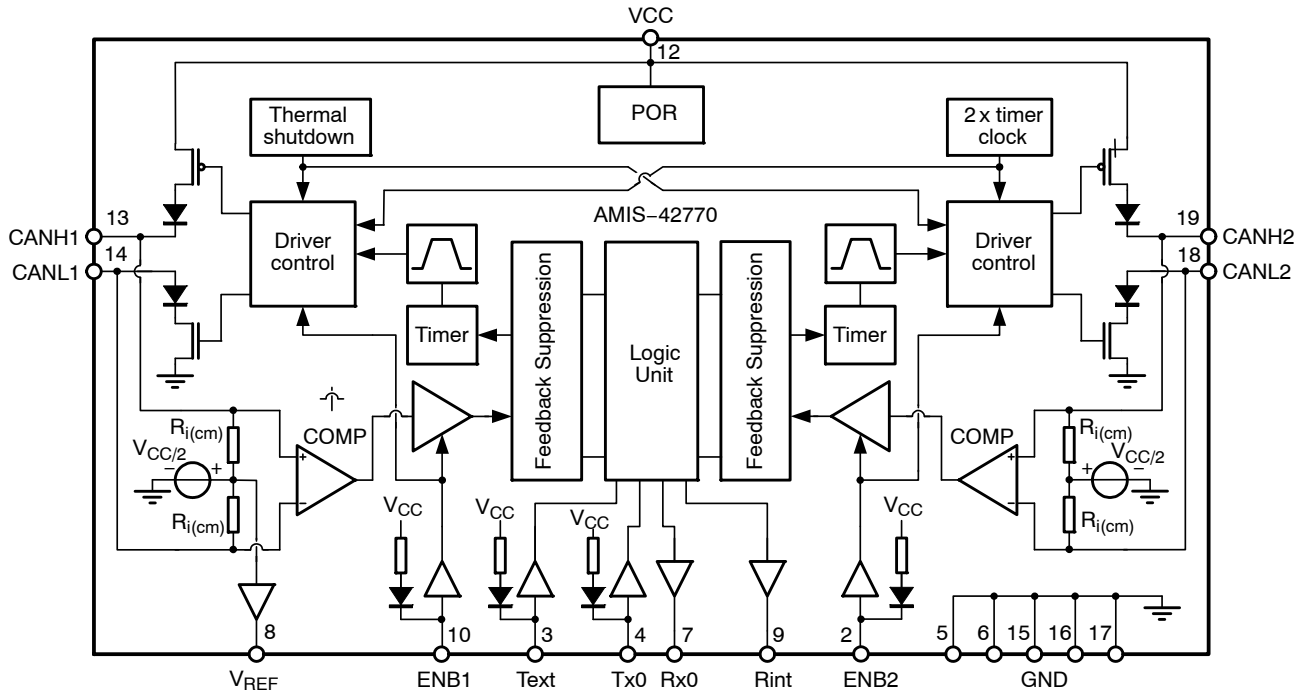 VCC
12
Thermal
shutdown
POR
2 x timer
clock
AMIS−42770
13
CANH1
14
CANL1
Driver
control
Driver
control
19
CANH2
18
CANL2
Timer
Feedback Suppression
Logic
Unit
Feedback Suppression
Timer
COMP
Ri(cm)
VCC/2
− +
Ri(cm)
+
−
COMP
Ri(cm)
VCC/2
+ −
Ri(cm)
+
−
VCC
VCC
VCC
VCC
8
10
3
4
7
9
2
5
6
15
16
17
VREF
ENB1
Text
Tx0
Rx0
Rint
ENB2
GND